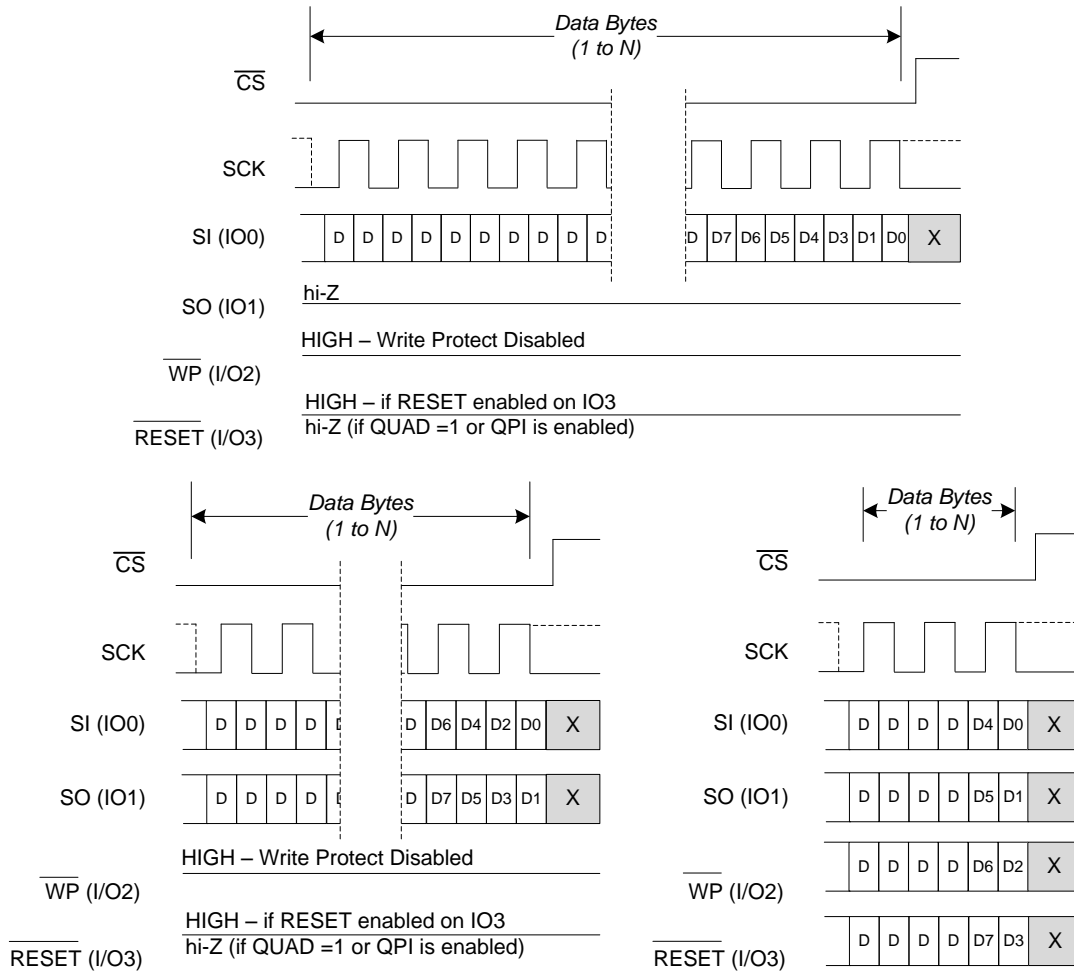 Data Bytes
(1 to N)
CS
SCK
SI (IO0) D D D D D D D D D D D D7 D6 D5 D4 D3 D1 D0 X
SO (IO1) hi-Z
HIGH – Write Protect Disabled
WP (I/O2)
HIGH – if RESET enabled on IO3
RESET (I/O3) hi-Z (if QUAD =1 or QPI is enabled)
Data Bytes
(1 to N)
CS
SCK
SI (IO0) D D D D D D6 D4 D2 D0 X
SO (IO1) D D D D D D7 D5 D3 D1 X
HIGH – Write Protect Disabled
WP (I/O2)
HIGH – if RESET enabled on IO3
RESET (I/O3) hi-Z (if QUAD =1 or QPI is enabled)
Data Bytes
(1 to N)
CS
SCK
SI (IO0) D D D D D4 D0 X
SO (IO1) D D D D D5 D1 X
WP (I/O2) D D D D D6 D2 X
RESET (I/O3) D D D D D7 D3 X